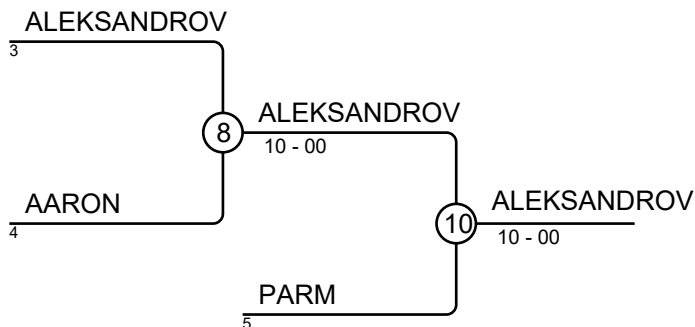 ALEKSANDROV
3
8
ALEKSANDROV
10 - 00
AARON
4
10
ALEKSANDROV
10 - 00
PARM
5